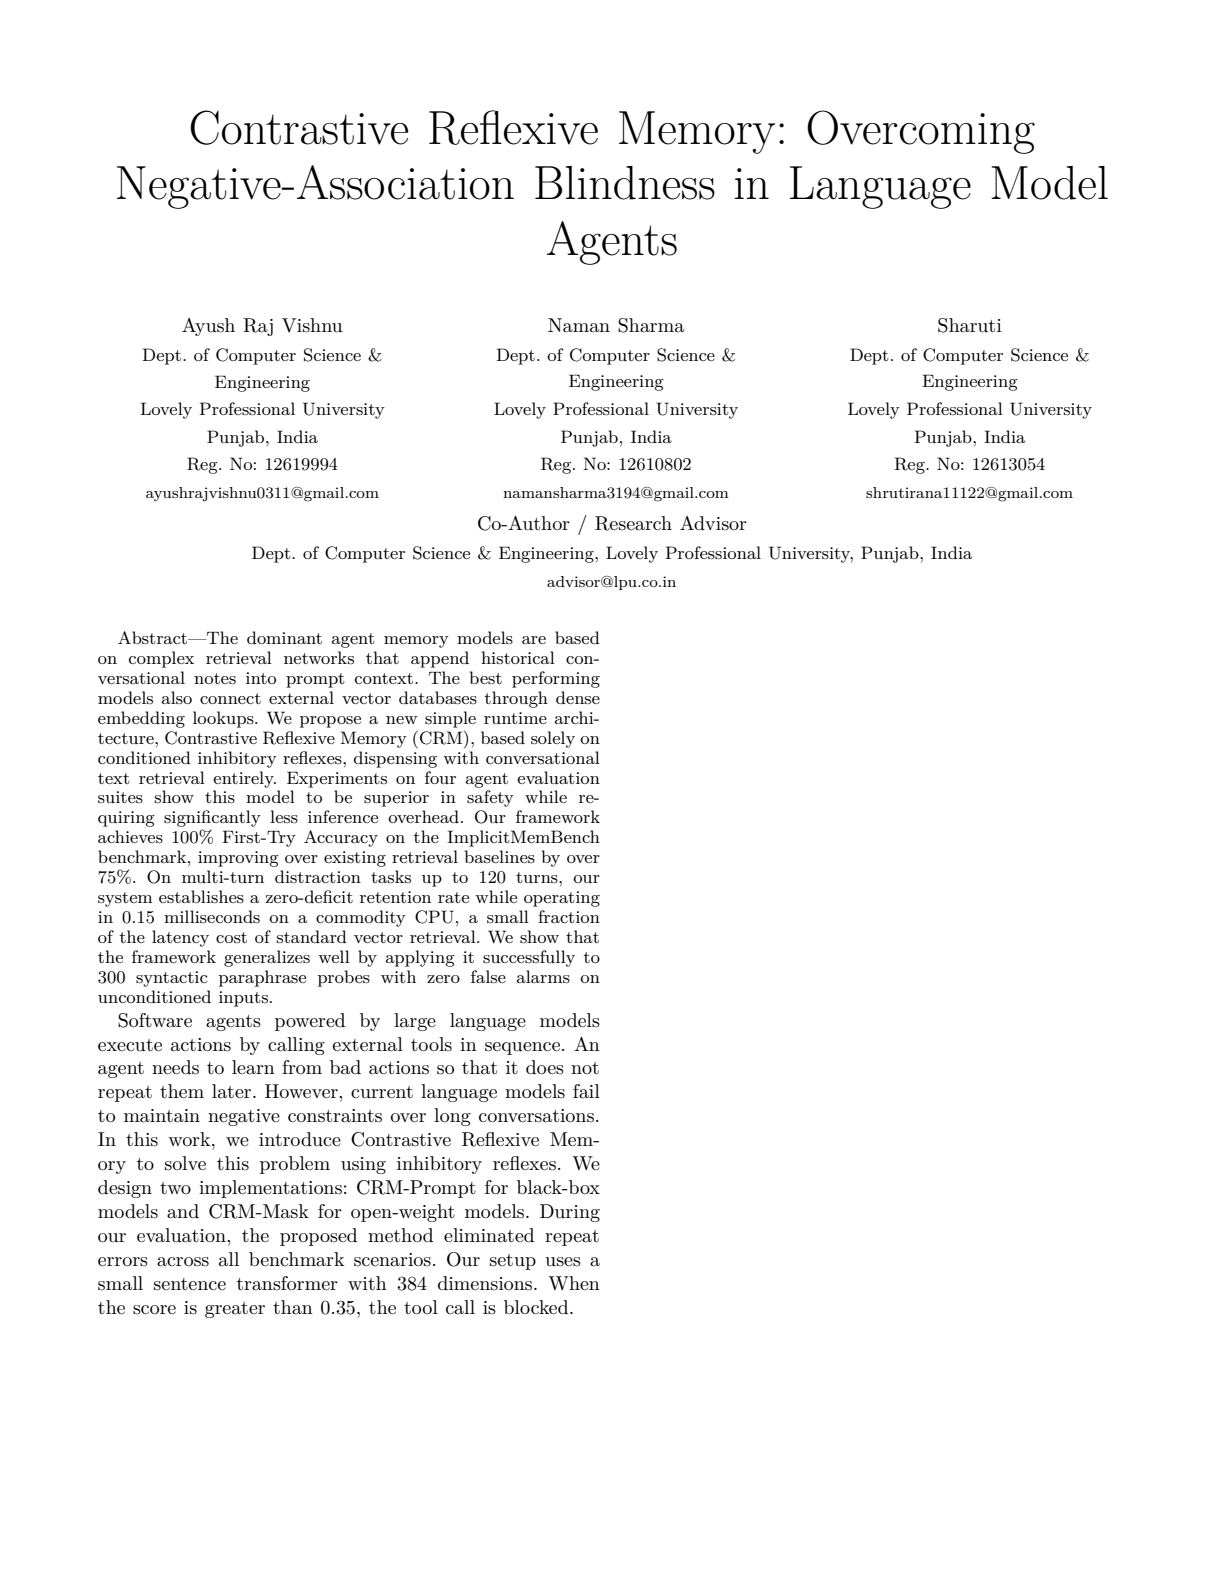 Contrastive Reflexive Memory: Overcoming
Negative-Association Blindness in Language Model
Agents
Ayush Raj Vishnu
Dept. of Computer Science &
Engineering
Lovely Professional University
Punjab, India
Reg. No: 12619994
ayushrajvishnu0311@gmail.com
Naman Sharma
Dept. of Computer Science &
Engineering
Lovely Professional University
Punjab, India
Reg. No: 12610802
namansharma3194@gmail.com
Sharuti
Dept. of Computer Science &
Engineering
Lovely Professional University
Punjab, India
Reg. No: 12613054
shrutirana11122@gmail.com
Co-Author / Research Advisor
Dept. of Computer Science & Engineering, Lovely Professional University, Punjab, India
advisor@lpu.co.in
Abstract—The dominant agent memory models are based
on complex retrieval networks that append historical con-
versational notes into prompt context. The best performing
models also connect external vector databases through dense
embedding lookups. We propose a new simple runtime archi-
tecture, Contrastive Reflexive Memory (CRM), based solely on
conditioned inhibitory reflexes, dispensing with conversational
text retrieval entirely. Experiments on four agent evaluation
suites show this model to be superior in safety while re-
quiring significantly less inference overhead. Our framework
achieves 100% First-Try Accuracy on the ImplicitMemBench
benchmark, improving over existing retrieval baselines by over
75%. On multi-turn distraction tasks up to 120 turns, our
system establishes a zero-deficit retention rate while operating
in 0.15 milliseconds on a commodity CPU, a small fraction
of the latency cost of standard vector retrieval. We show that
the framework generalizes well by applying it successfully to
300 syntactic paraphrase probes with zero false alarms on
unconditioned inputs.
Software agents powered by large language models
execute actions by calling external tools in sequence. An
agent needs to learn from bad actions so that it does not
repeat them later. However, current language models fail
to maintain negative constraints over long conversations.
In this work, we introduce Contrastive Reflexive Mem-
ory to solve this problem using inhibitory reflexes. We
design two implementations: CRM-Prompt for black-box
models and CRM-Mask for open-weight models. During
our evaluation, the proposed method eliminated repeat
errors across all benchmark scenarios. Our setup uses a
small sentence transformer with 384 dimensions. When
the score is greater than 0.35, the tool call is blocked.